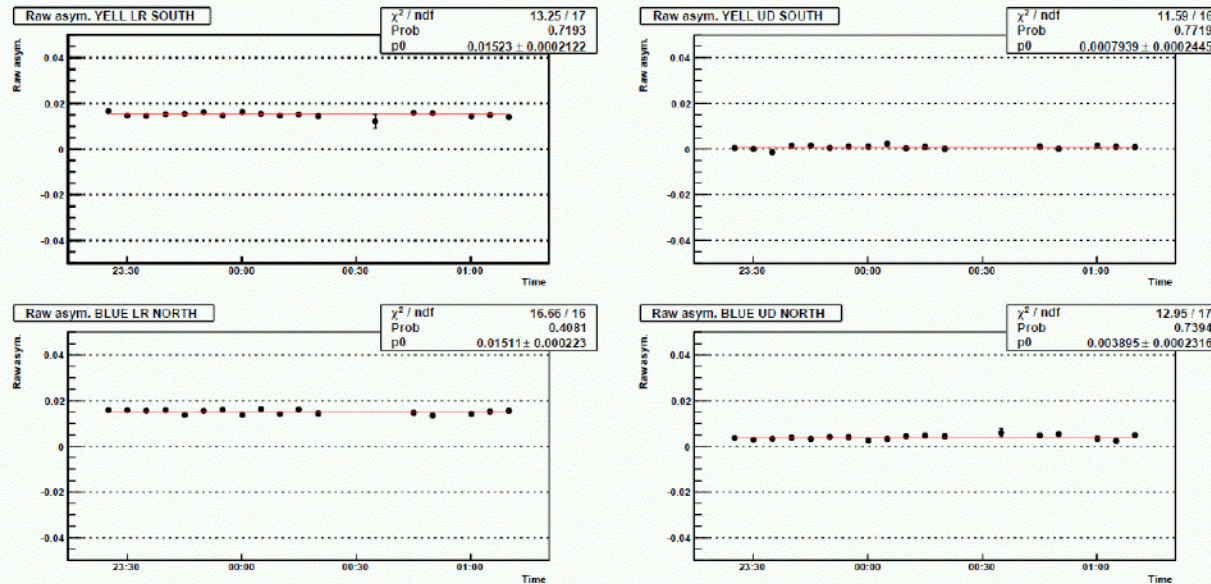 Raw asym. YELL LR SOUTH
χ² / ndf 13.25 / 17
Prob 0.7193
p0 0.01523 ± 0.0002122
Raw asym.
0.04
0.02
0
-0.02
-0.04
23:30 00:00 00:30 01:00
Time
Raw asym. YELL UD SOUTH
χ² / ndf 11.59 / 16
Prob 0.7719
p0 0.0007939 ± 0.0002445
Raw asym.
0.04
0.02
0
-0.02
-0.04
23:30 00:00 00:30 01:00
Time
Raw asym. BLUE LR NORTH
χ² / ndf 16.66 / 16
Prob 0.4081
p0 0.01511 ± 0.000223
Raw asym.
0.04
0.02
0
-0.02
-0.04
23:30 00:00 00:30 01:00
Time
Raw asym. BLUE UD NORTH
χ² / ndf 12.95 / 17
Prob 0.7394
p0 0.003895 ± 0.0002316
Raw asym.
0.04
0.02
0
-0.02
-0.04
23:30 00:00 00:30 01:00
Time